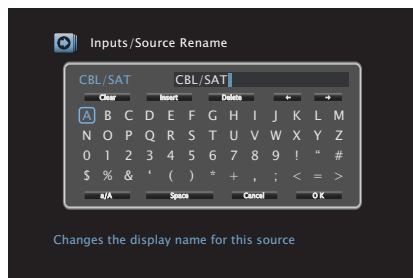 Inputs/Source Rename
CBL/SAT CBL/SAT
Clear Insert Delete ← →
A B C D E F G H I J K L M
N O P Q R S T U V W X Y Z
0 1 2 3 4 5 6 7 8 9 ! “ #
$ % & ‘ ( ) * + , ; < = >
a/A Space Cancel OK
Changes the display name for this source